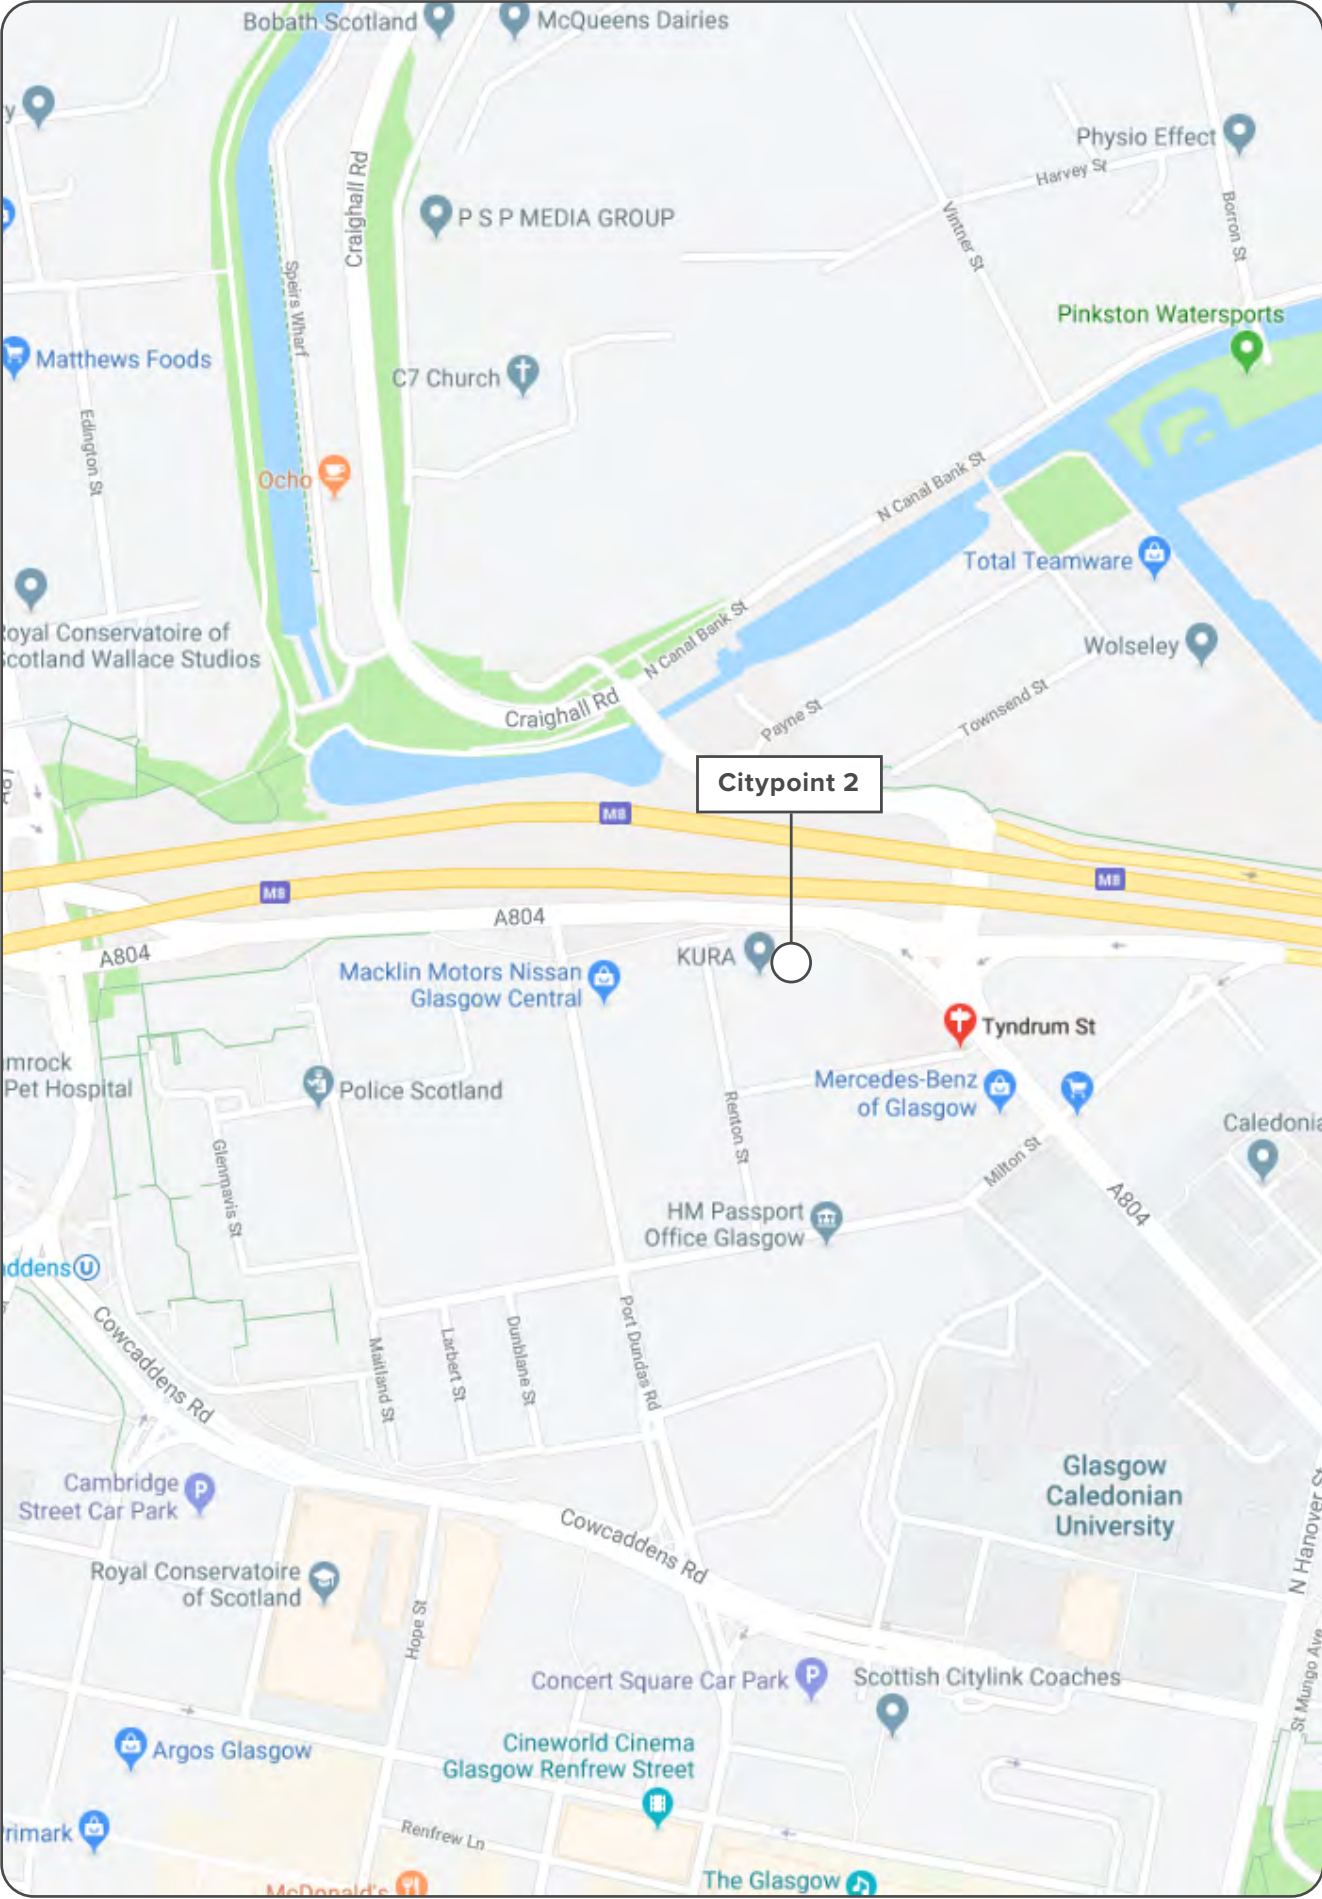 Bobath Scotland
McQueens Dairies
Physio Effect
Harvey St
Craighall Rd
P S P MEDIA GROUP
Vintner St
Borron St
Speirs Wharf
Pinkston Watersports
Matthews Foods
C7 Church
Edington St
Ocho
N Canal Bank St
Total Teamware
Royal Conservatoire of
Scotland Wallace Studios
N Canal Bank St
Wolseley
Craighall Rd
Payne St
Townsend St
Citypoint 2
M8
M8
M8
A804
A804
KURA
Macklin Motors Nissan
Glasgow Central
Tyndrum St
mrock
Pet Hospital
Police Scotland
Mercedes-Benz
of Glasgow
Renton St
Caledonia
Glenmavis St
Milton St
A804
HM Passport
Office Glasgow
ddens
U
Cowcaddens Rd
Port Dundas Rd
Maitland St
Larbert St
Dunblane St
Cambridge
Street Car Park
P
Glasgow
Caledonian
University
Cowcaddens Rd
N Hanover St
Royal Conservatoire
of Scotland
Hope St
Concert Square Car Park
P
Scottish Citylink Coaches
St Mungo Ave
Argos Glasgow
Cineworld Cinema
Glasgow Renfrew Street
rimark
Renfrew Ln
McDonald's
The Glasgow